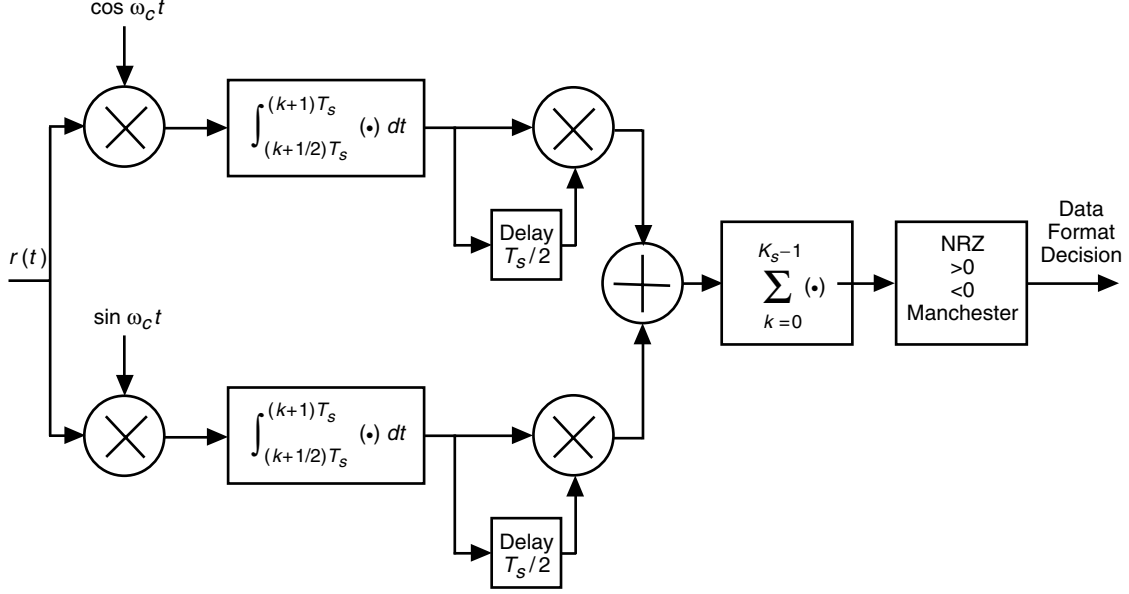 cos ω_c t
∫_{(k+1/2)T_s}^{(k+1)T_s} (•) dt
Delay
T_s/2
r(t)
sin ω_c t
∫_{(k+1/2)T_s}^{(k+1)T_s} (•) dt
Delay
T_s/2
K_s−1
∑ (•)
k=0
NRZ
>0
<0
Manchester
Data
Format
Decision